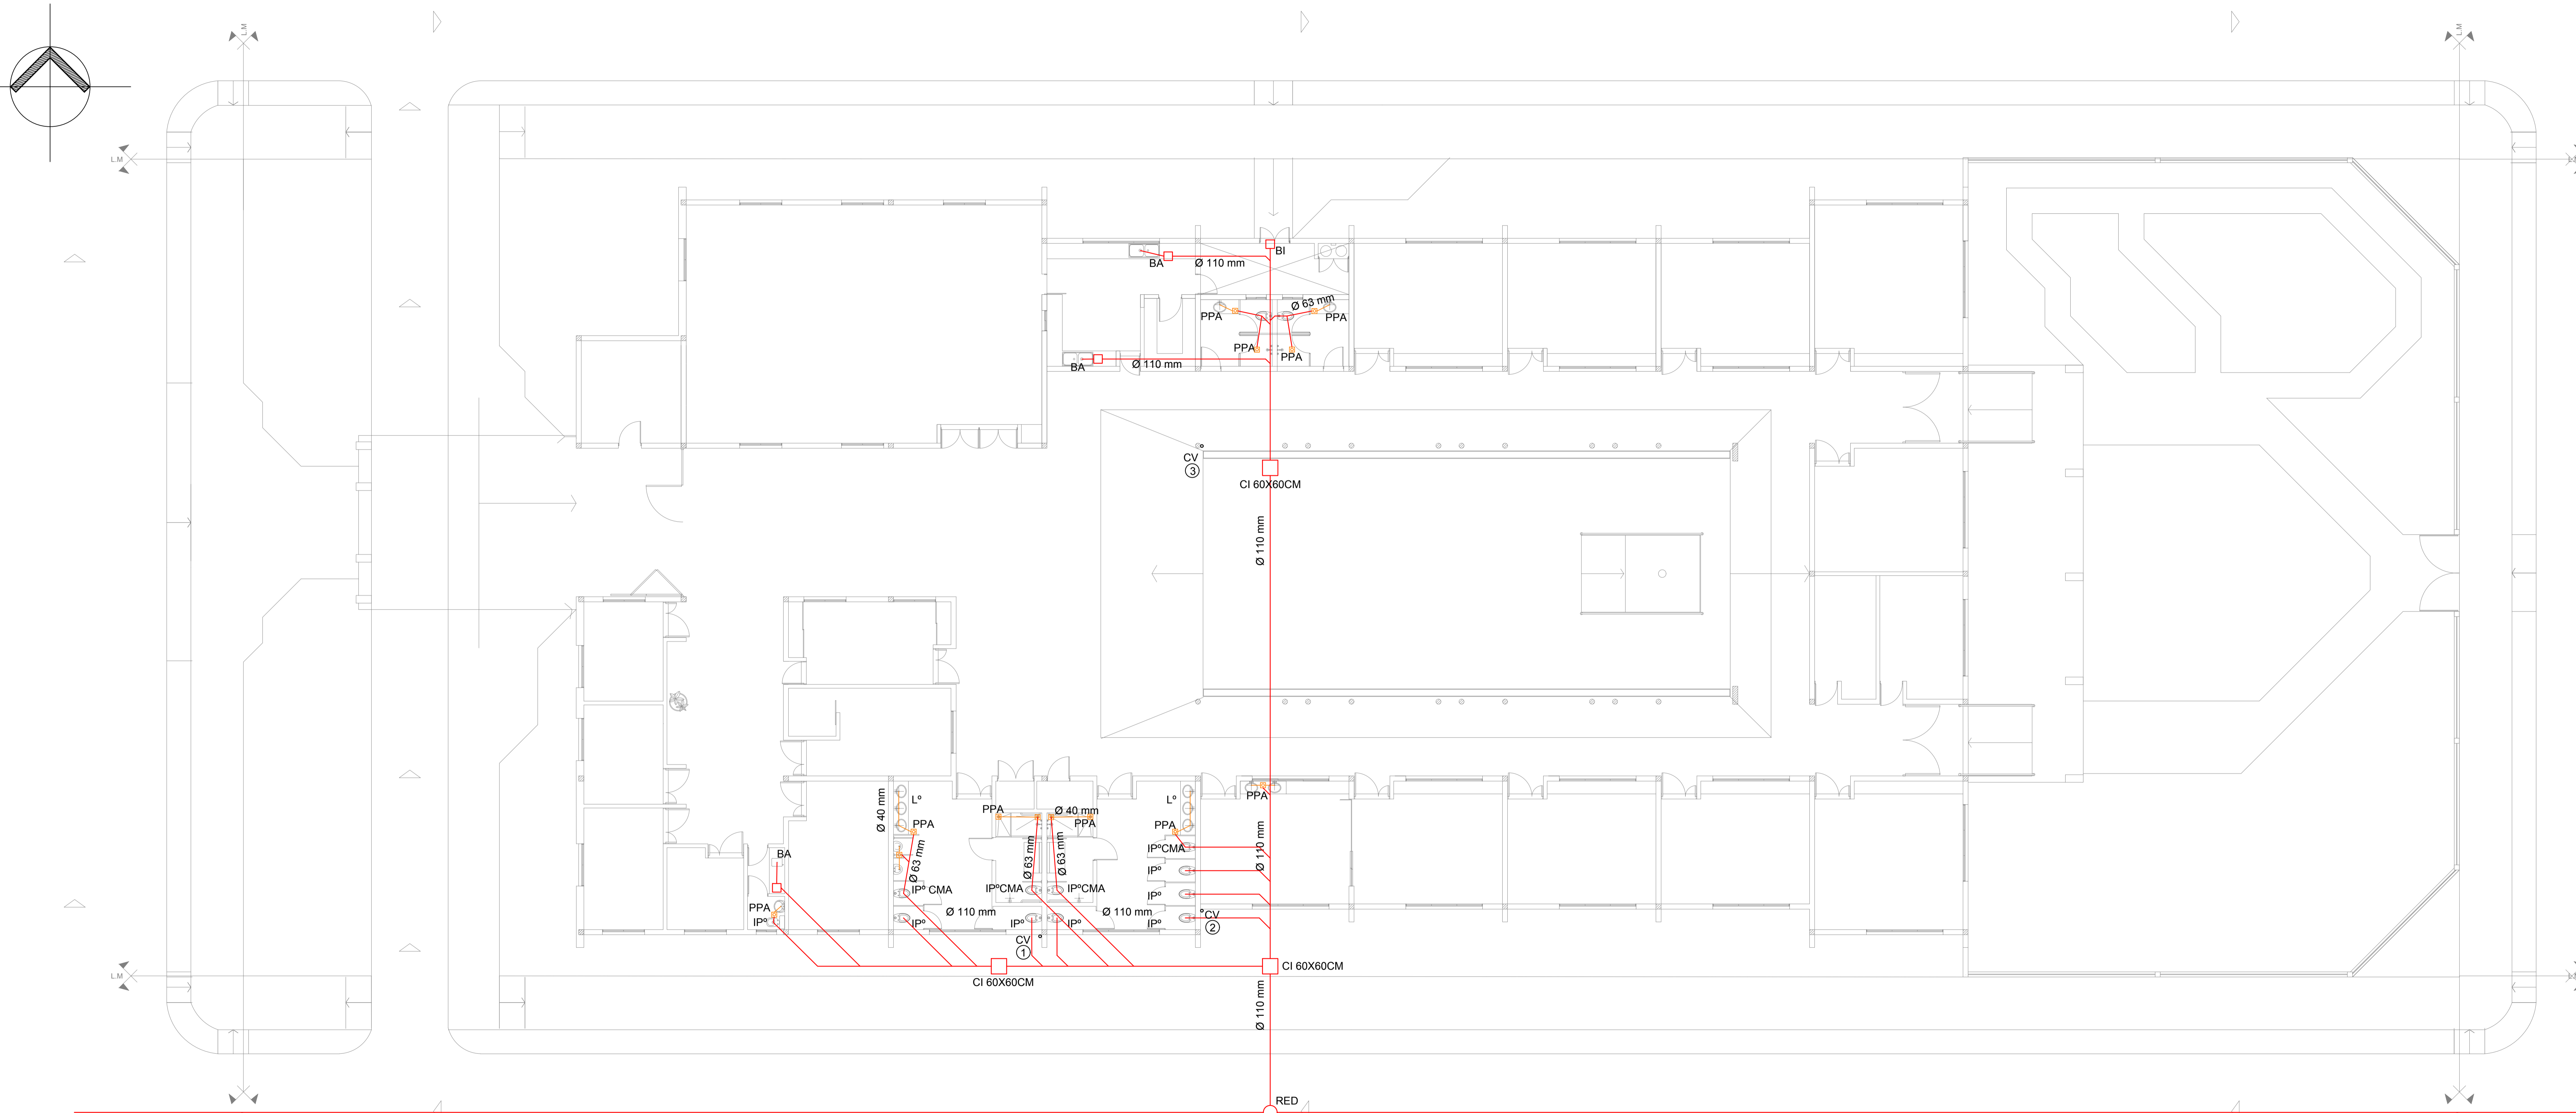 L.M
L.M
L.M
BI
BA
Ø 110 mm
Ø 63 mm
PPA
PPA
PPA
PPA
BA
Ø 110 mm
CV
3
CI 60X60CM
Ø 110 mm
Ø 40 mm
Lº
PPA
PPA
Ø 40 mm
PPA
Lº
PPA
PPA
BA
Ø 63 mm
Ø 63 mm
Ø 63 mm
Ø 110 mm
IPºCMA
IPº
IPº CMA
IPºCMA
IPºCMA
IPº
PPA
IPº
Ø 110 mm
Ø 110 mm
IPº
IPº
IPº
IPº
CV
2
CV
1
L.M
CI 60X60CM
CI 60X60CM
Ø 110 mm
RED